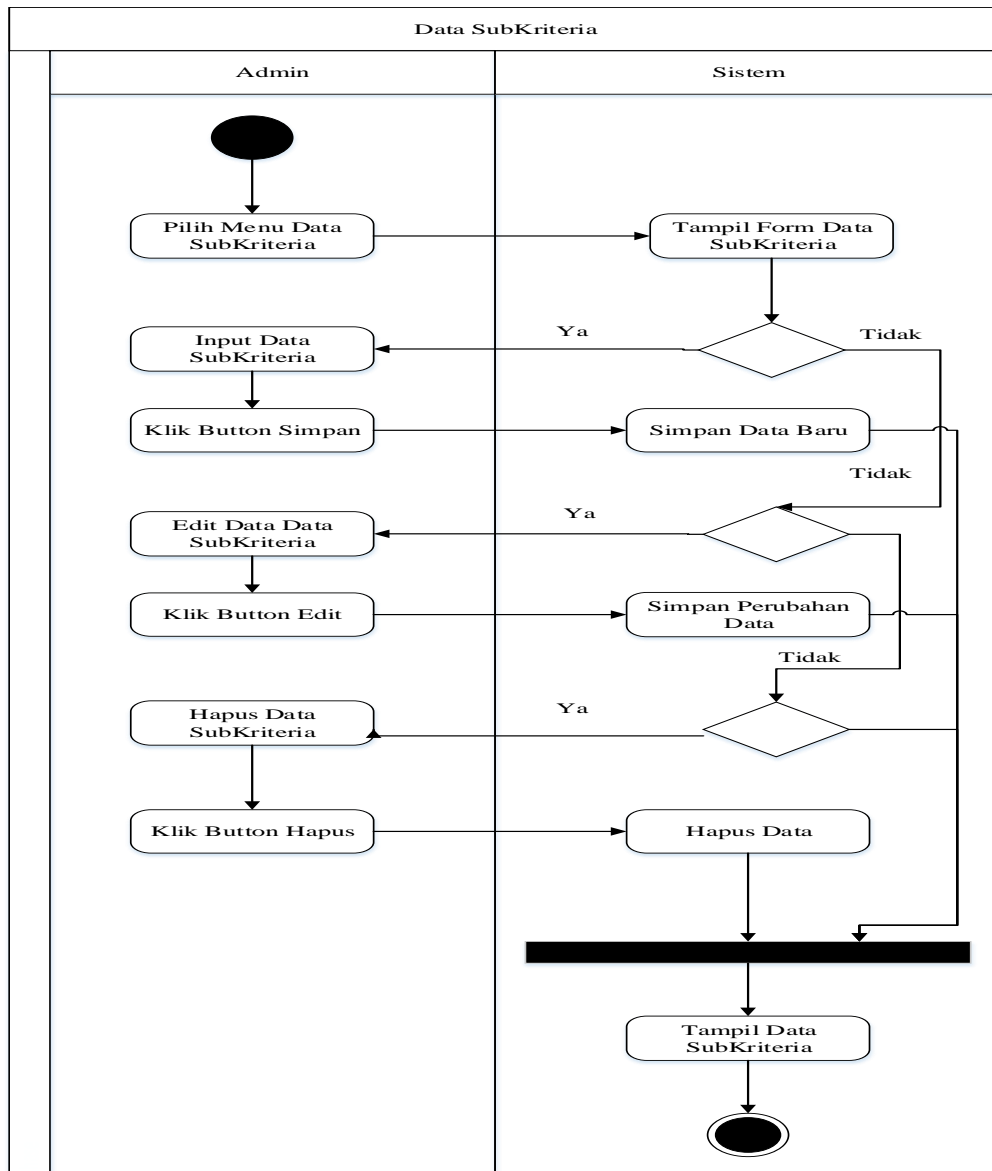 Data SubKriteria
Admin
Sistem
Pilih Menu Data
SubKriteria
Tampil Form Data
SubKriteria
Ya
Tidak
Input Data
SubKriteria
Klik Button Simpan
Simpan Data Baru
Tidak
Ya
Edit Data Data
SubKriteria
Klik Button Edit
Simpan Perubahan
Data
Tidak
Ya
Hapus Data
SubKriteria
Klik Button Hapus
Hapus Data
Tampil Data
SubKriteria